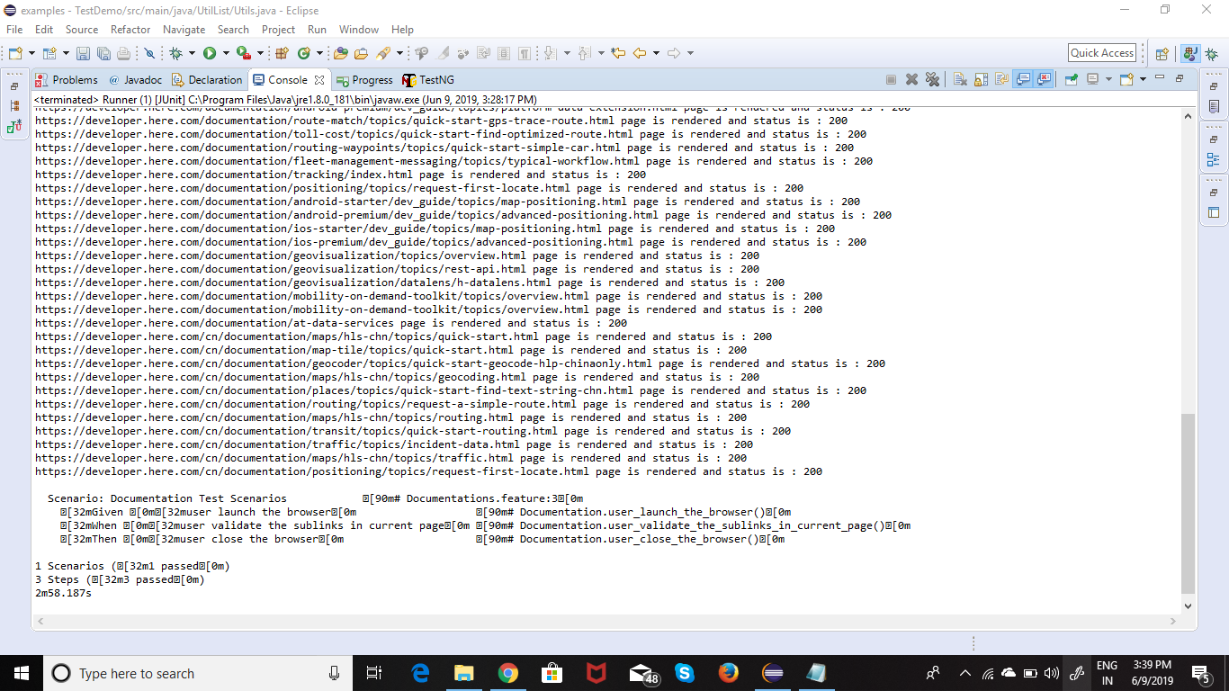 examples - TestDemo/src/main/java/UtilList/Utils.java - Eclipse
File Edit Source Refactor Navigate Search Project Run Window Help
Quick Access
Problems @ Javadoc Declaration Console Progress TestNG
<terminated> Runner (1) [JUnit] C:\Program Files\Java\jre1.8.0_181\bin\javaw.exe (Jun 9, 2019, 3:28:17 PM)
https://developer.here.com/documentation/android-premium/dev_guide/topics/platform-data-extension.html page is rendered and status is : 200
https://developer.here.com/documentation/route-match/topics/quick-start-gps-trace-route.html page is rendered and status is : 200
https://developer.here.com/documentation/toll-cost/topics/quick-start-find-optimized-route.html page is rendered and status is : 200
https://developer.here.com/documentation/routing-waypoints/topics/quick-start-simple-car.html page is rendered and status is : 200
https://developer.here.com/documentation/fleet-management-messaging/topics/typical-workflow.html page is rendered and status is : 200
https://developer.here.com/documentation/tracking/index.html page is rendered and status is : 200
https://developer.here.com/documentation/positioning/topics/request-first-locate.html page is rendered and status is : 200
https://developer.here.com/documentation/android-starter/dev_guide/topics/map-positioning.html page is rendered and status is : 200
https://developer.here.com/documentation/android-premium/dev_guide/topics/advanced-positioning.html page is rendered and status is : 200
https://developer.here.com/documentation/ios-starter/dev_guide/topics/map-positioning.html page is rendered and status is : 200
https://developer.here.com/documentation/ios-premium/dev_guide/topics/advanced-positioning.html page is rendered and status is : 200
https://developer.here.com/documentation/geovisualization/topics/overview.html page is rendered and status is : 200
https://developer.here.com/documentation/geovisualization/topics/rest-api.html page is rendered and status is : 200
https://developer.here.com/documentation/geovisualization/datalens/h-datalens.html page is rendered and status is : 200
https://developer.here.com/documentation/mobility-on-demand-toolkit/topics/overview.html page is rendered and status is : 200
https://developer.here.com/documentation/mobility-on-demand-toolkit/topics/overview.html page is rendered and status is : 200
https://developer.here.com/documentation/at-data-services page is rendered and status is : 200
https://developer.here.com/cn/documentation/maps/hls-chn/topics/quick-start.html page is rendered and status is : 200
https://developer.here.com/cn/documentation/map-tile/topics/quick-start.html page is rendered and status is : 200
https://developer.here.com/cn/documentation/geocoder/topics/quick-start-geocode-hlp-chinaonly.html page is rendered and status is : 200
https://developer.here.com/cn/documentation/maps/hls-chn/topics/geocoding.html page is rendered and status is : 200
https://developer.here.com/cn/documentation/places/topics/quick-start-find-text-string-chn.html page is rendered and status is : 200
https://developer.here.com/cn/documentation/routing/topics/request-a-simple-route.html page is rendered and status is : 200
https://developer.here.com/cn/documentation/maps/hls-chn/topics/routing.html page is rendered and status is : 200
https://developer.here.com/cn/documentation/transit/topics/quick-start-routing.html page is rendered and status is : 200
https://developer.here.com/cn/documentation/traffic/topics/incident-data.html page is rendered and status is : 200
https://developer.here.com/cn/documentation/maps/hls-chn/topics/traffic.html page is rendered and status is : 200
https://developer.here.com/cn/documentation/positioning/topics/request-first-locate.html page is rendered and status is : 200
Scenario: Documentation Test Scenarios [90m# Documentations.feature:3[0m
[32mGiven [0m[32muser launch the browser[0m [90m# Documentation.user_launch_the_browser()[0m
[32mWhen [0m[32muser validate the sublinks in current page[0m [90m# Documentation.user_validate_the_sublinks_in_current_page()[0m
[32mThen [0m[32muser close the browser[0m [90m# Documentation.user_close_the_browser()[0m
1 Scenarios ([32m1 passed[0m)
3 Steps ([32m3 passed[0m)
2m58.187s
Type here to search
48
ENG
IN
3:39 PM
6/9/2019
5